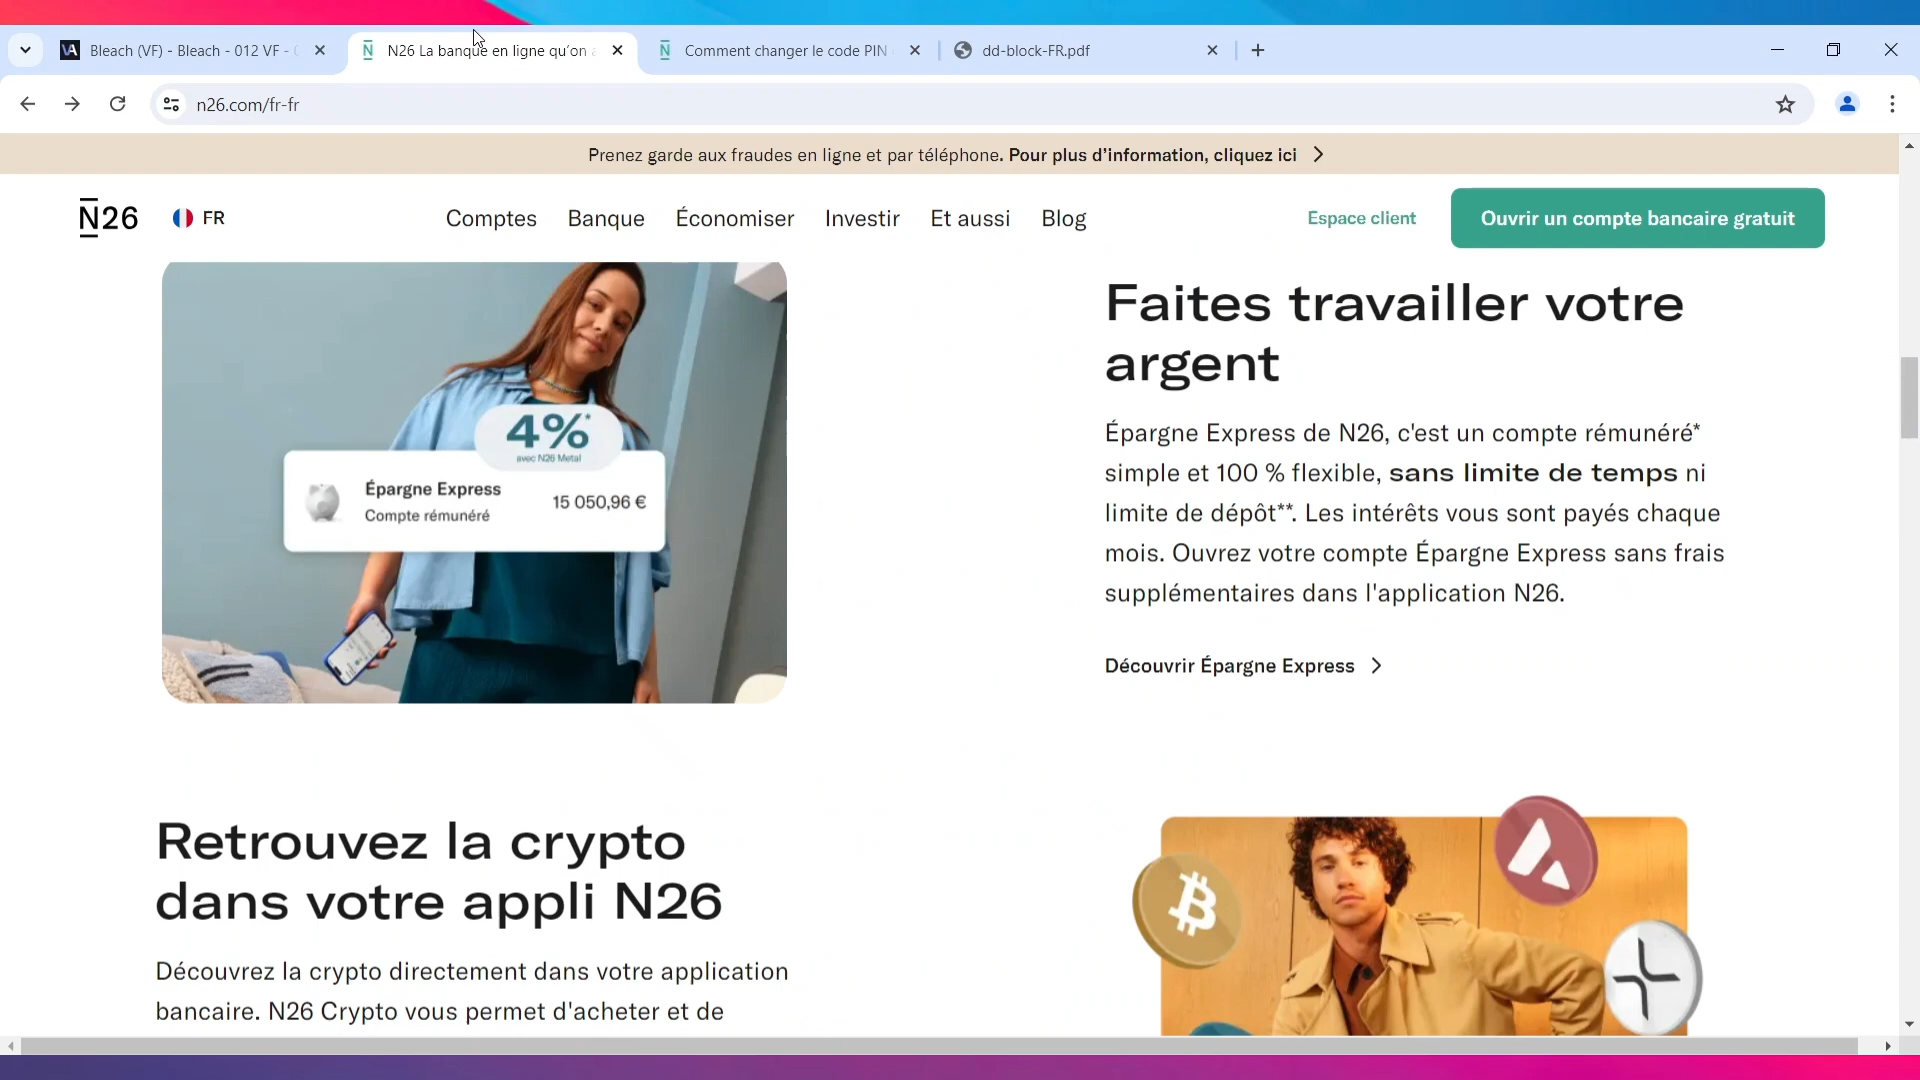 Bleach (VF) - Bleach - 012 VF -
N26 La banque en ligne qu'on
Comment changer le code PIN
dd-block-FR.pdf
n26.com/fr-fr
Prenez garde aux fraudes en ligne et par téléphone. Pour plus d'information, cliquez ici
N26
FR
Comptes
Banque
Économiser
Investir
Et aussi
Blog
Espace client
Ouvrir un compte bancaire gratuit
4%*
avec N26 Metal
Épargne Express
15 050,96 €
Compte rémunéré
Faites travailler votre
argent
Épargne Express de N26, c'est un compte rémunéré*
simple et 100 % flexible, sans limite de temps ni
limite de dépôt**. Les intérêts vous sont payés chaque
mois. Ouvrez votre compte Épargne Express sans frais
supplémentaires dans l'application N26.
Découvrir Épargne Express
Retrouvez la crypto
dans votre appli N26
Découvrez la crypto directement dans votre application
bancaire. N26 Crypto vous permet d'acheter et de